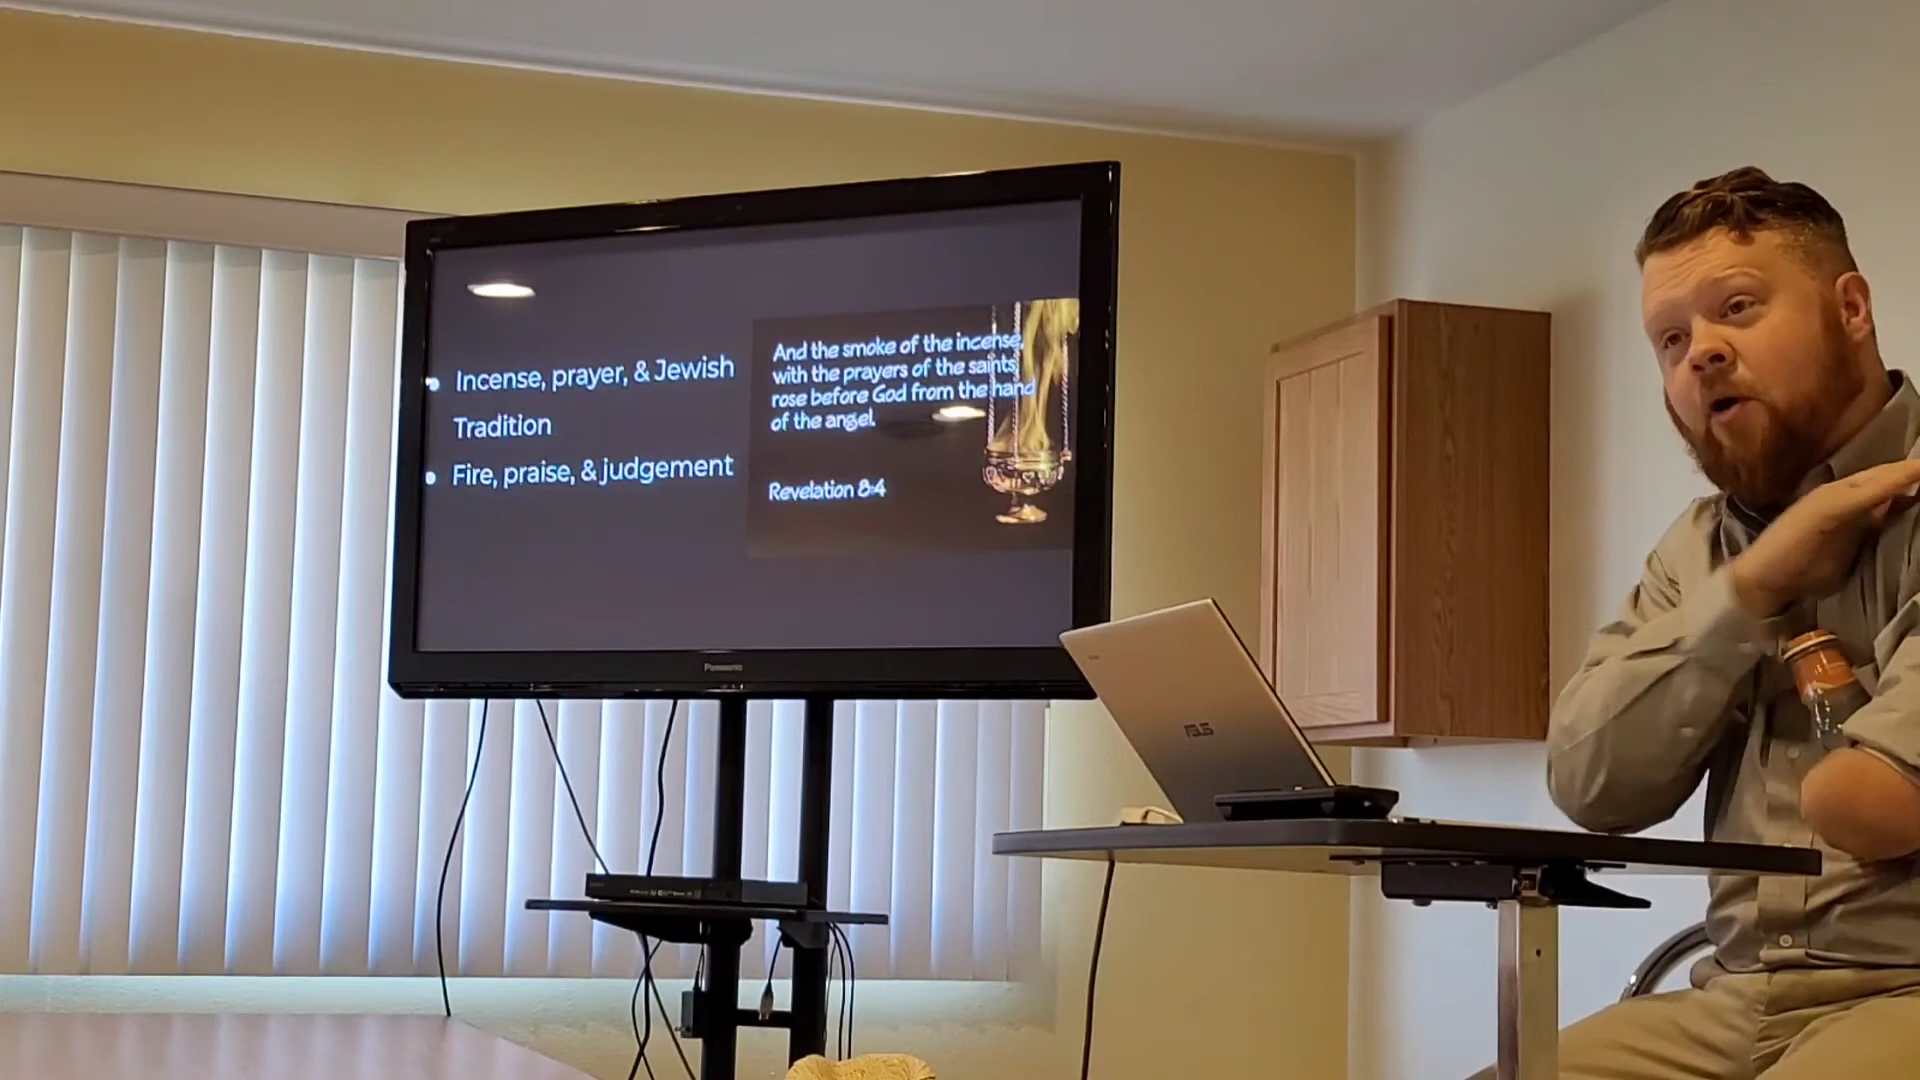 Incense, prayer, & Jewish
Tradition
Fire, praise, & judgement
And the smoke of the incense,
with the prayers of the saints,
rose before God from the hand
of the angel.
Revelation 8:4
Panasonic
ASUS